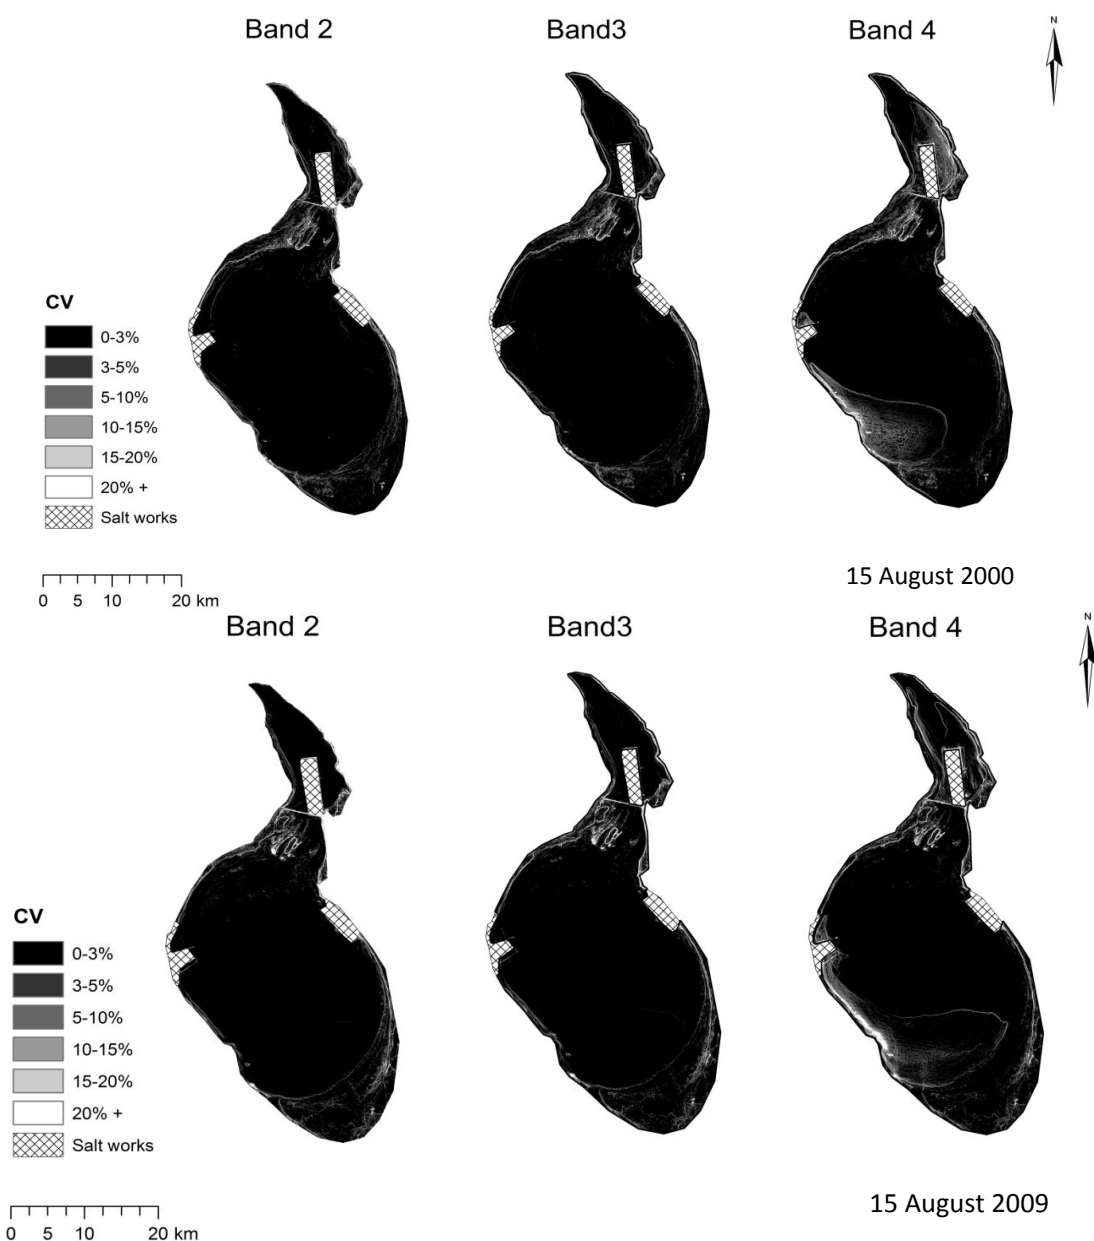 Band 2 Band3 Band 4
N
CV
0-3%
3-5%
5-10%
10-15%
15-20%
20% +
Salt works
15 August 2000
0 5 10 20 km
Band 2 Band3 Band 4
N
CV
0-3%
3-5%
5-10%
10-15%
15-20%
20% +
Salt works
15 August 2009
0 5 10 20 km